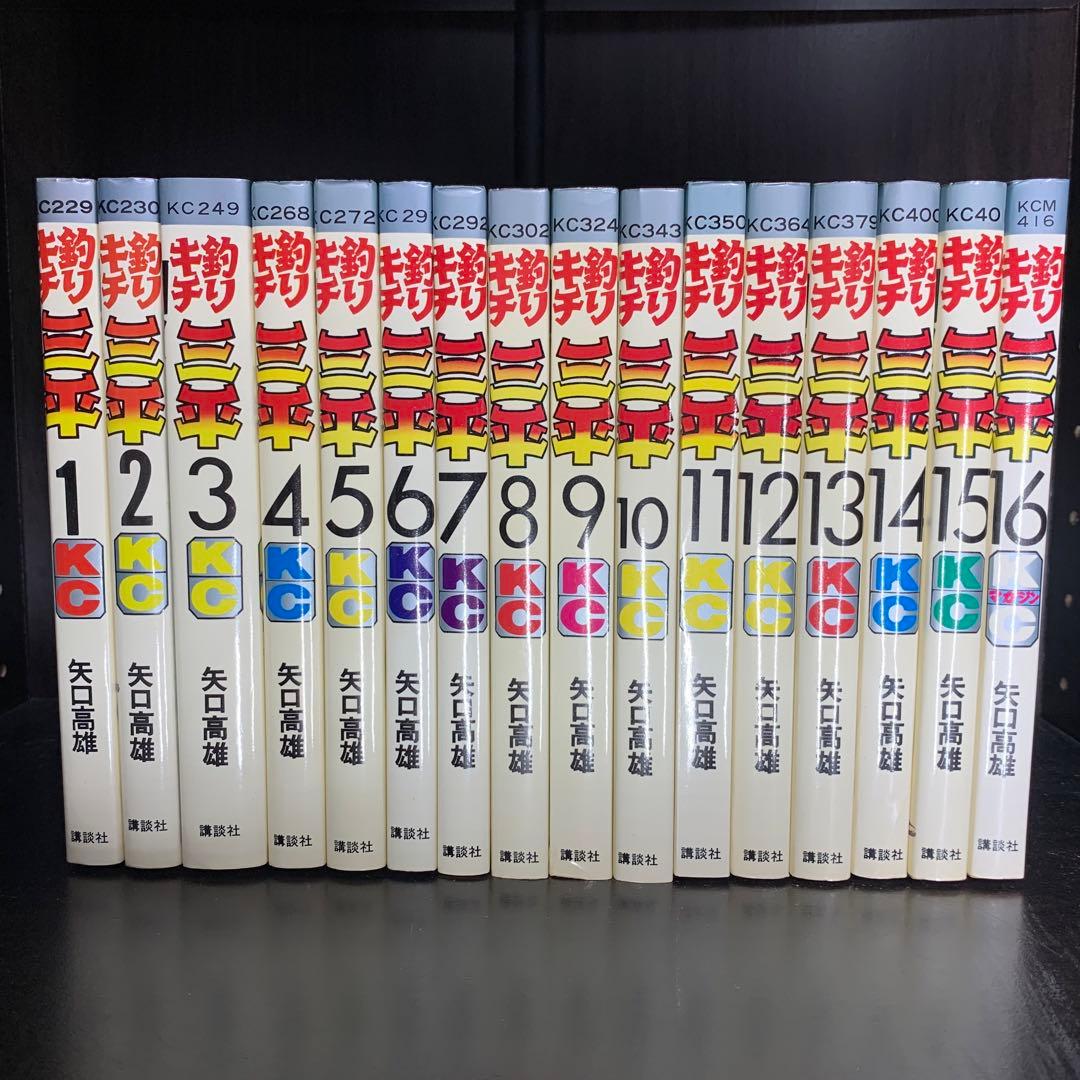 KC229
釣りキチ
三平
1
KC
矢口高雄
講談社
KC230
釣りキチ
三平
2
KC
矢口高雄
講談社
KC249
釣りキチ
三平
3
KC
矢口高雄
講談社
KC268
釣りキチ
三平
4
KC
矢口高雄
講談社
KC272
釣りキチ
三平
5
KC
矢口高雄
講談社
KC29
釣りキチ
三平
6
KC
矢口高雄
講談社
KC292
釣りキチ
三平
7
KC
矢口高雄
講談社
KC302
釣りキチ
三平
8
KC
矢口高雄
講談社
KC324
釣りキチ
三平
9
KC
矢口高雄
講談社
KC343
釣りキチ
三平
10
KC
矢口高雄
講談社
KC350
釣りキチ
三平
11
KC
矢口高雄
講談社
KC364
釣りキチ
三平
12
KC
矢口高雄
講談社
KC379
釣りキチ
三平
13
KC
矢口高雄
講談社
KC400
釣りキチ
三平
14
KC
矢口高雄
講談社
KC40
釣りキチ
三平
15
KC
矢口高雄
講談社
KCM
416
釣りキチ
三平
16
K
マガジン
C
矢口高雄
講談社